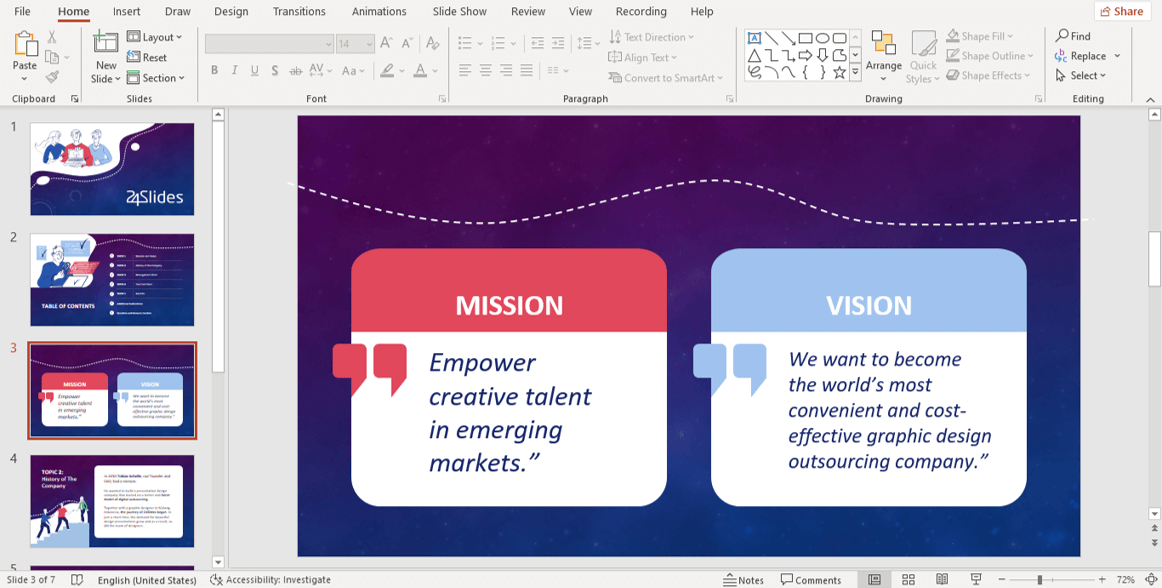 File Home Insert Draw Design Transitions Animations Slide Show Review View Recording Help Share
Paste
Clipboard
New
Slide
Layout
Reset
Section
Slides
14
B I U S ab AV Aa A
Font
Text Direction
Align Text
Convert to SmartArt
Paragraph
Arrange
Quick
Styles
Shape Fill
Shape Outline
Shape Effects
Drawing
Find
Replace
Select
Editing
1
24Slides
2
TABLE OF CONTENTS
3
MISSION
Empower
creative talent
in emerging
markets.”
VISION
We want to become
the world’s most
convenient and cost-
effective graphic design
outsourcing company.”
4
TOPIC 2:
History of The
Company
5
MISSION
Empower
creative talent
in emerging
markets.”
VISION
We want to become
the world’s most
convenient and cost-
effective graphic design
outsourcing company.”
Slide 3 of 7 English (United States) Accessibility: Investigate Notes Comments 72%